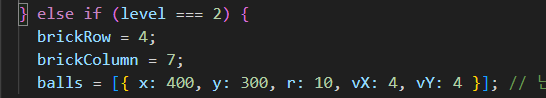 } else if (level === 2) {
brickRow = 4;
brickColumn = 7;
balls = [{ x: 400, y: 300, r: 10, vX: 4, vY: 4 }]; //